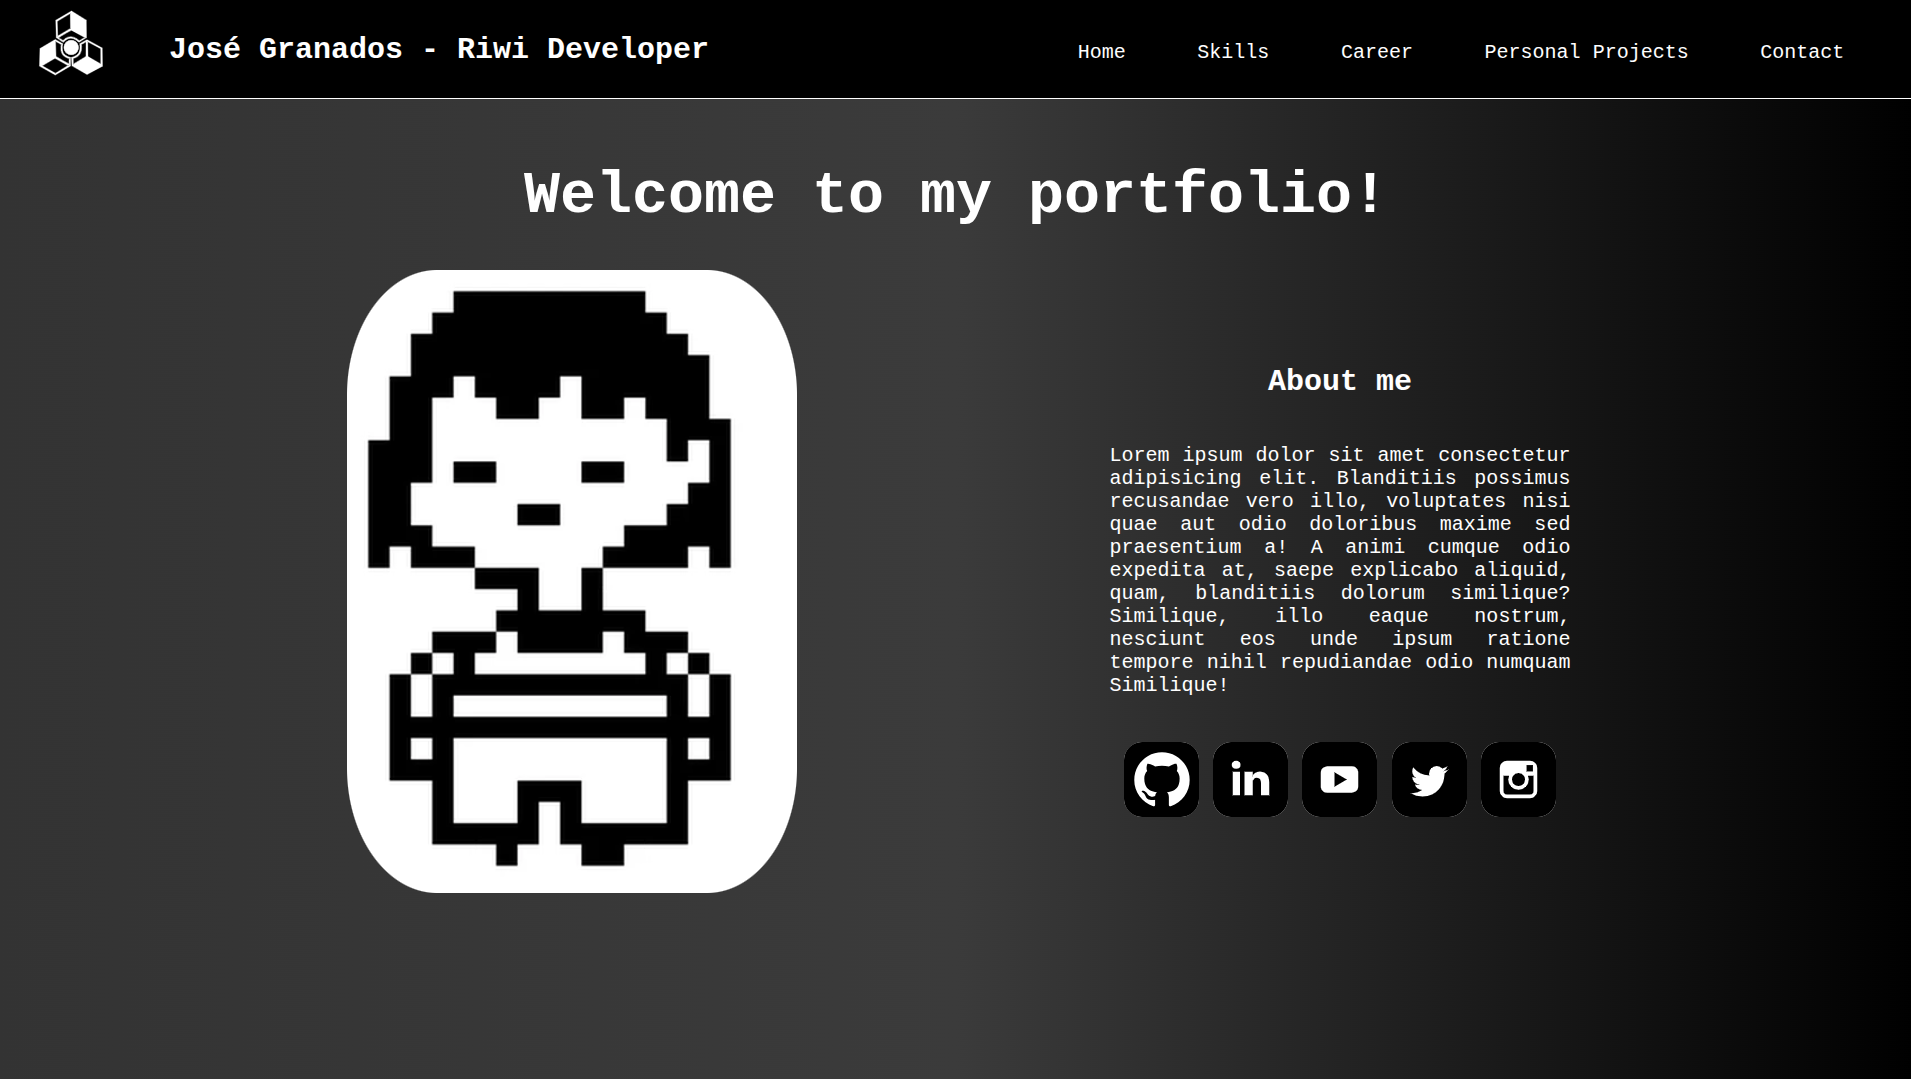 José Granados - Riwi Developer
Home
Skills
Career
Personal Projects
Contact
Welcome to my portfolio!
About me
Lorem ipsum dolor sit amet consectetur
adipisicing elit. Blanditiis possimus
recusandae vero illo, voluptates nisi
quae aut odio doloribus maxime sed
praesentium a! A animi cumque odio
expedita at, saepe explicabo aliquid,
quam, blanditiis dolorum similique?
Similique, illo eaque nostrum,
nesciunt eos unde ipsum ratione
tempore nihil repudiandae odio numquam
Similique!
in